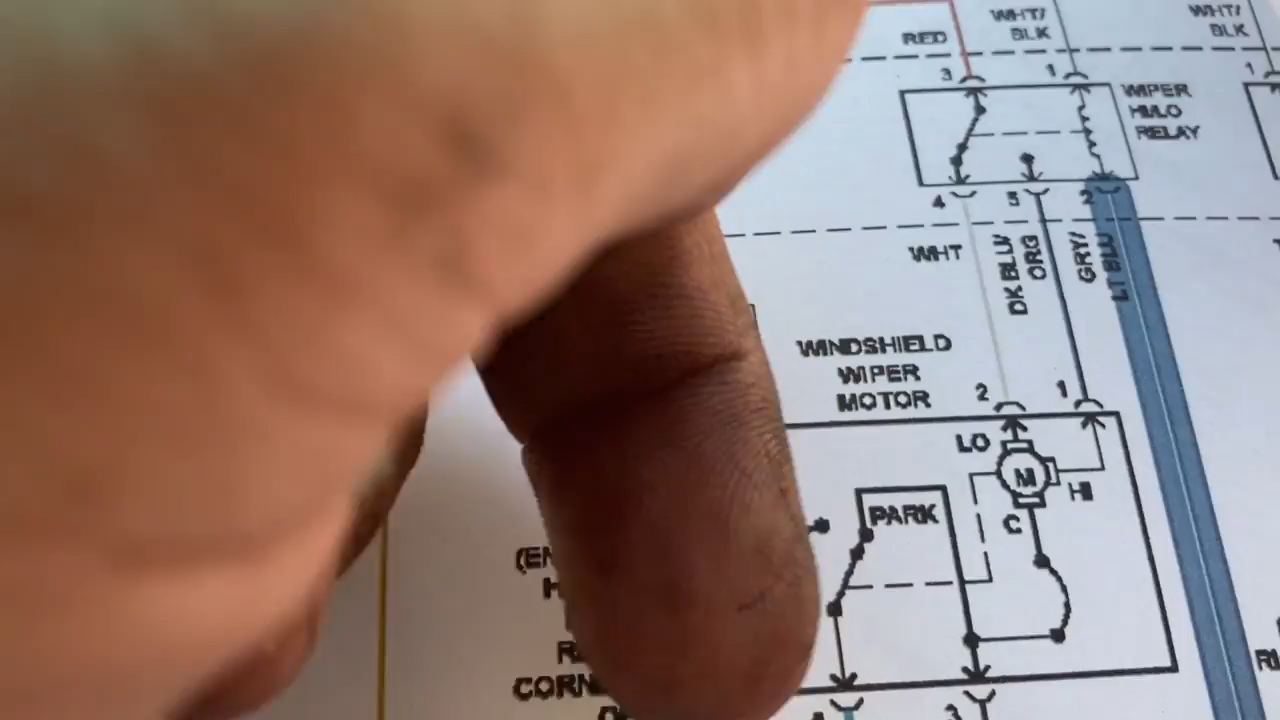 WHT/
BLK
WHT/
BLK
RED
3
1
1
WIPER
HI/LO
RELAY
4
5
2
WHT
DK BLU/
ORG
GRY/
LT BLU
WINDSHIELD
WIPER
MOTOR
2
1
LO
M
HI
C
PARK
3